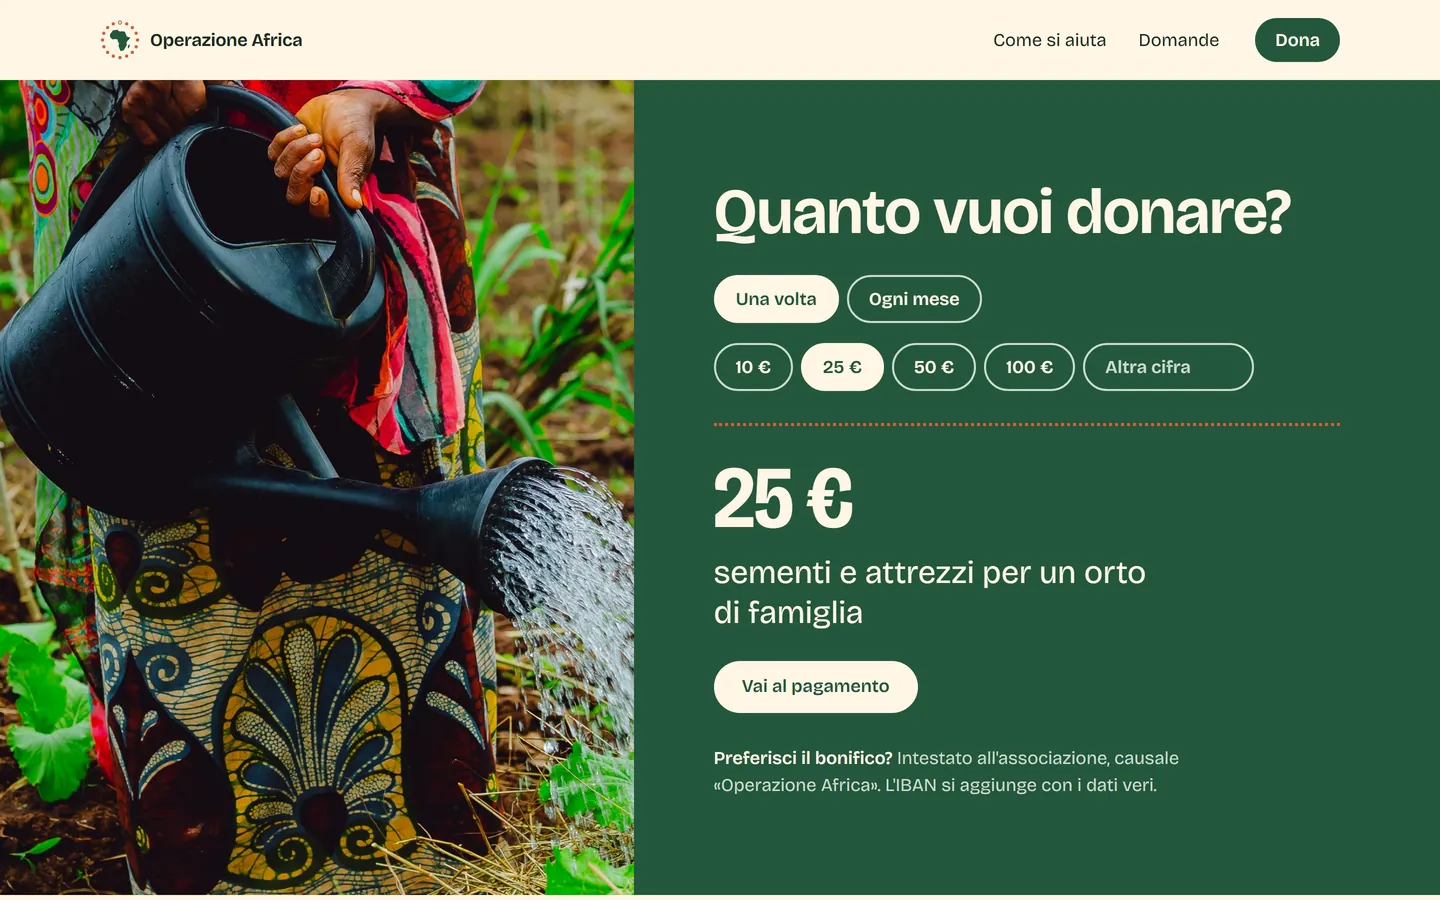 Operazione Africa
Come si aiuta
Domande
Dona
Quanto vuoi donare?
Una volta
Ogni mese
10 €
25 €
50 €
100 €
Altra cifra
25 €
sementi e attrezzi per un orto
di famiglia
Vai al pagamento
Preferisci il bonifico? Intestato all'associazione, causale
«Operazione Africa». L'IBAN si aggiunge con i dati veri.